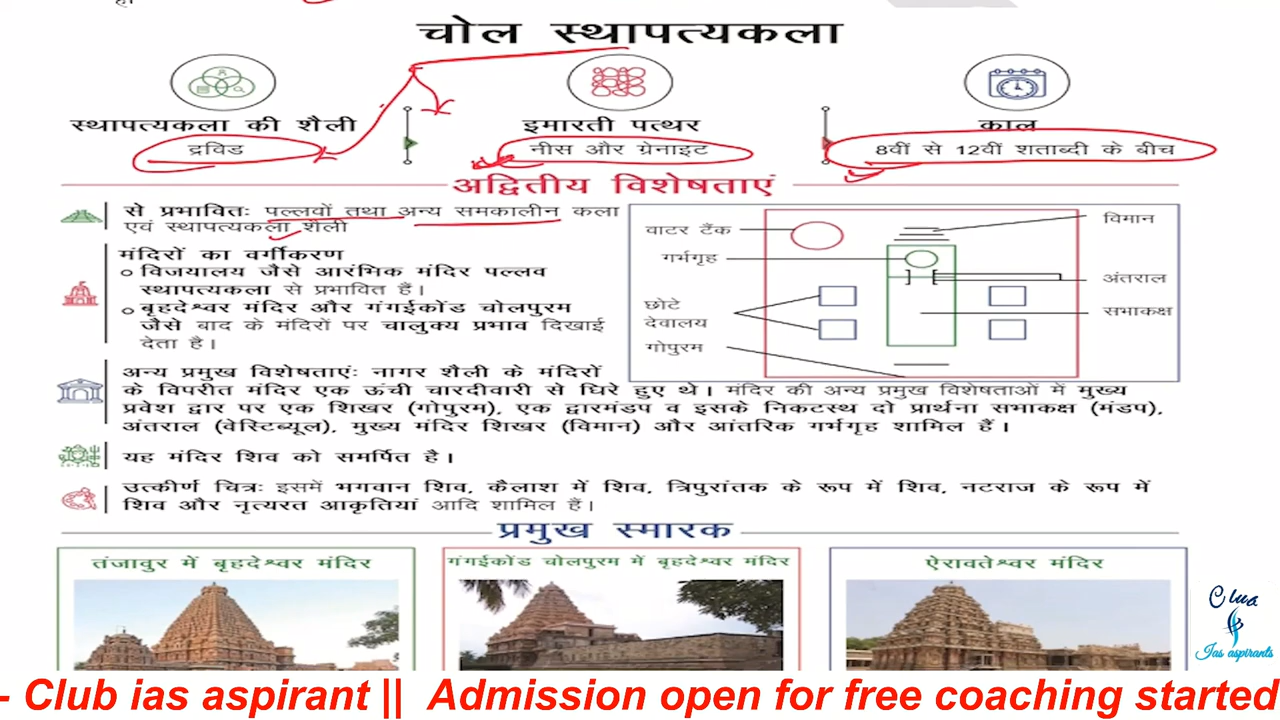 चोल स्थापत्यकला
स्थापत्यकला की शैली
द्रविड
इमारती पत्थर
नीस और ग्रेनाइट
काल
8वीं से 12वीं शताब्दी के बीच
अद्वितीय विशेषताएं
से प्रभावितः पल्लवों तथा अन्य समकालीन कला
एवं स्थापत्यकला शैली
मंदिरों का वर्गीकरण
विजयालय जैसे आरंभिक मंदिर पल्लव
स्थापत्यकला से प्रभावित हैं।
बृहदेश्वर मंदिर और गंगईकोंड चोलपुरम
जैसे बाद के मंदिरों पर चालुक्य प्रभाव दिखाई
देता है।
वाटर टैंक
गर्भगृह
छोटे
देवालय
गोपुरम
विमान
अंतराल
सभाकक्ष
अन्य प्रमुख विशेषताएंः नागर शैली के मंदिरों
के विपरीत मंदिर एक ऊंची चारदीवारी से घिरे हुए थे। मंदिर की अन्य प्रमुख विशेषताओं में मुख्य
प्रवेश द्वार पर एक शिखर (गोपुरम), एक द्वारमंडप व इसके निकटस्थ दो प्रार्थना सभाकक्ष (मंडप),
अंतराल (वेस्टिब्यूल), मुख्य मंदिर शिखर (विमान) और आंतरिक गर्भगृह शामिल हैं।
यह मंदिर शिव को समर्पित है।
उत्कीर्ण चित्रः इसमें भगवान शिव, कैलाश में शिव, त्रिपुरांतक के रूप में शिव, नटराज के रूप में
शिव और नृत्यरत आकृतियां आदि शामिल हैं।
प्रमुख स्मारक
तंजावुर में बृहदेश्वर मंदिर
गंगईकोंड चोलपुरम में बृहदेश्वर मंदिर
ऐरावतेश्वर मंदिर
Club
Ias aspirants
- Club ias aspirant || Admission open for free coaching started